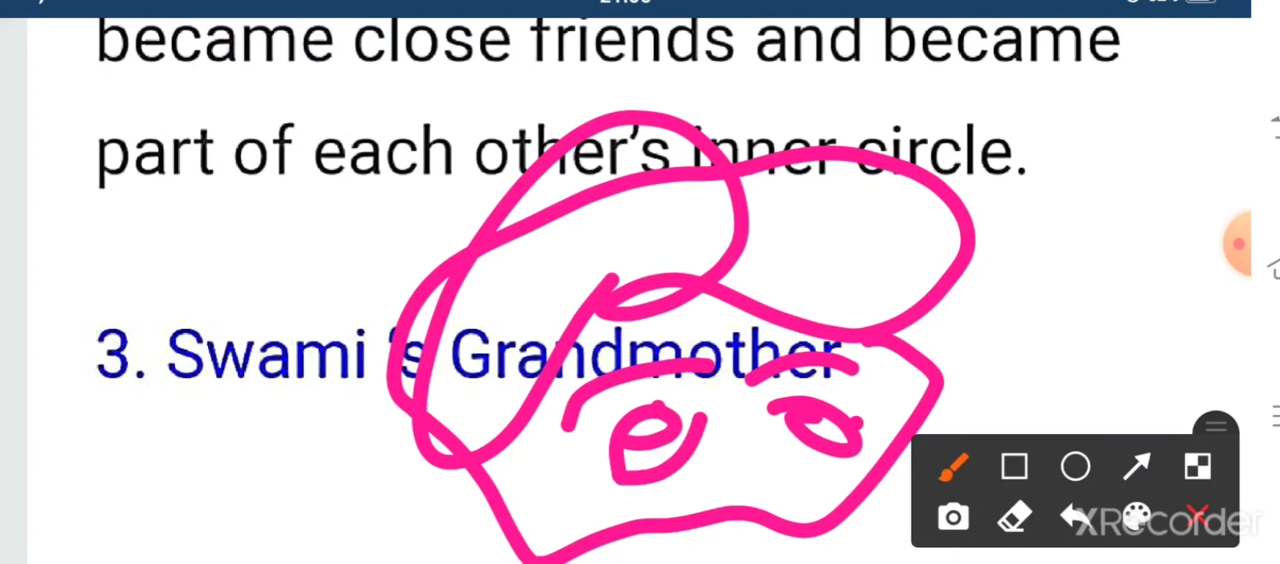 became close friends and became
part of each other's inner circle.
3. Swami 's Grandmother
XRecorder